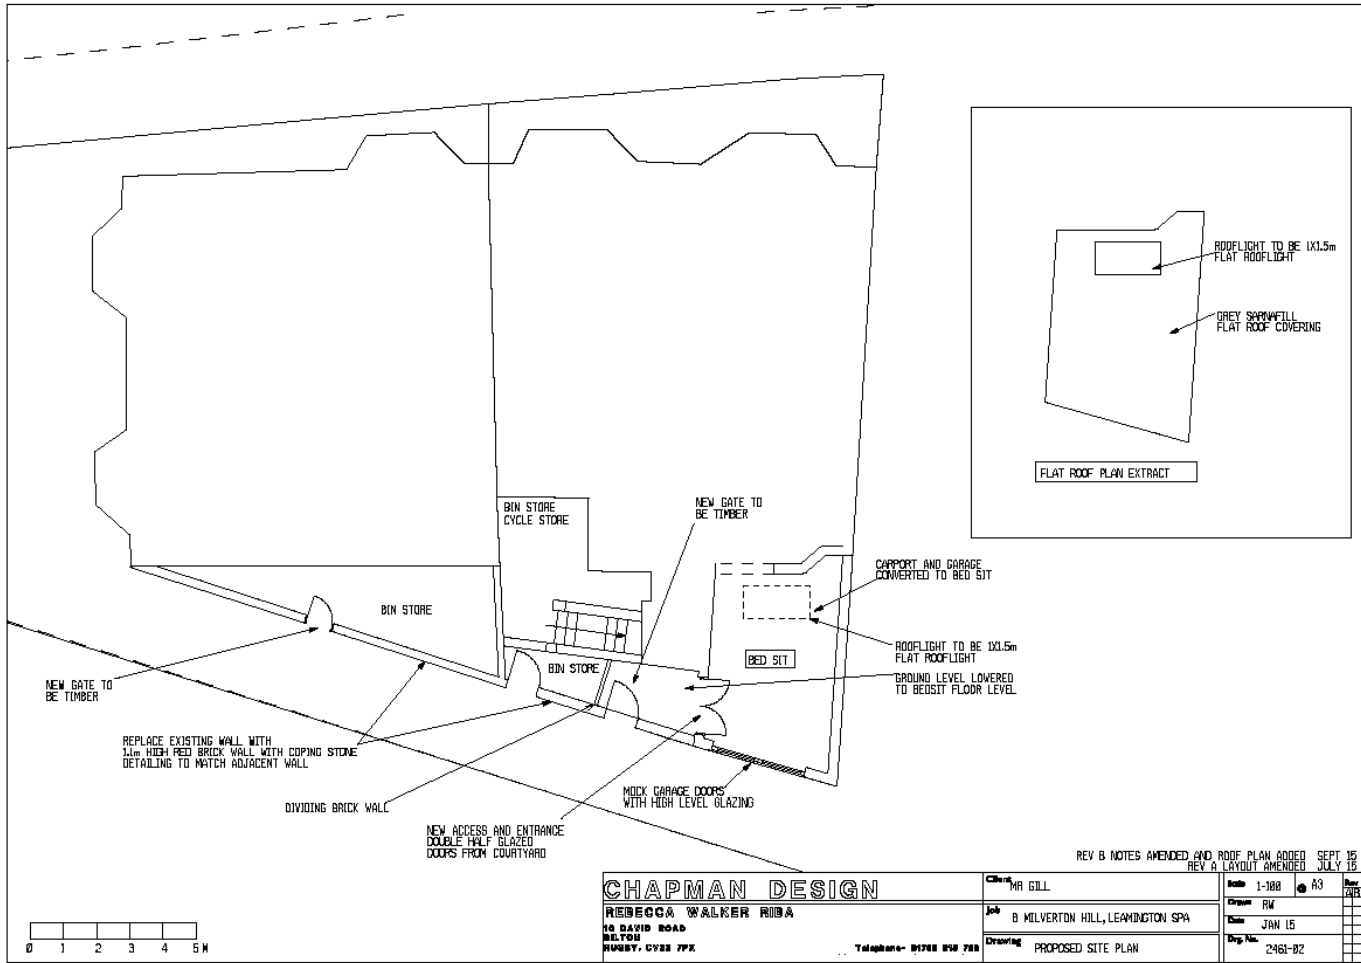 ROOFLIGHT TO BE 1X1.5m
FLAT ROOFLIGHT
GREY SARNAFILL
FLAT ROOF COVERING
FLAT ROOF PLAN EXTRACT
BIN STORE
CYCLE STORE
NEW GATE TO
BE TIMBER
CARPORT AND GARAGE
CONVERTED TO BED SIT
BIN STORE
ROOFLIGHT TO BE 1X1.5m
FLAT ROOFLIGHT
BED SIT
BIN STORE
GROUND LEVEL LOWERED
TO BEDSIT FLOOR LEVEL
NEW GATE TO
BE TIMBER
REPLACE EXISTING WALL WITH
1.1m HIGH RED BRICK WALL WITH COPING STONE
DETAILING TO MATCH ADJACENT WALL
DIVIDING BRICK WALL
MOCK GARAGE DOORS
WITH HIGH LEVEL GLAZING
NEW ACCESS AND ENTRANCE
DOUBLE HALF GLAZED
DOORS FROM COURTYARD
REV B NOTES AMENDED AND ROOF PLAN ADDED SEPT 15
REV A LAYOUT AMENDED JULY 15
CHAPMAN DESIGN
REBECCA WALKER RIBA
DAVID ROAD
BILTON
RUGBY, CV22 7PX
Telephone-
Client MR GILL
Job 8 MILVERTON HILL, LEAMINGTON SPA
Drawing PROPOSED SITE PLAN
Scale 1-100 @ A3
Rev
Drawn RW
Date JAN 15
Drg. No. 2461-02
0 1 2 3 4 5 M